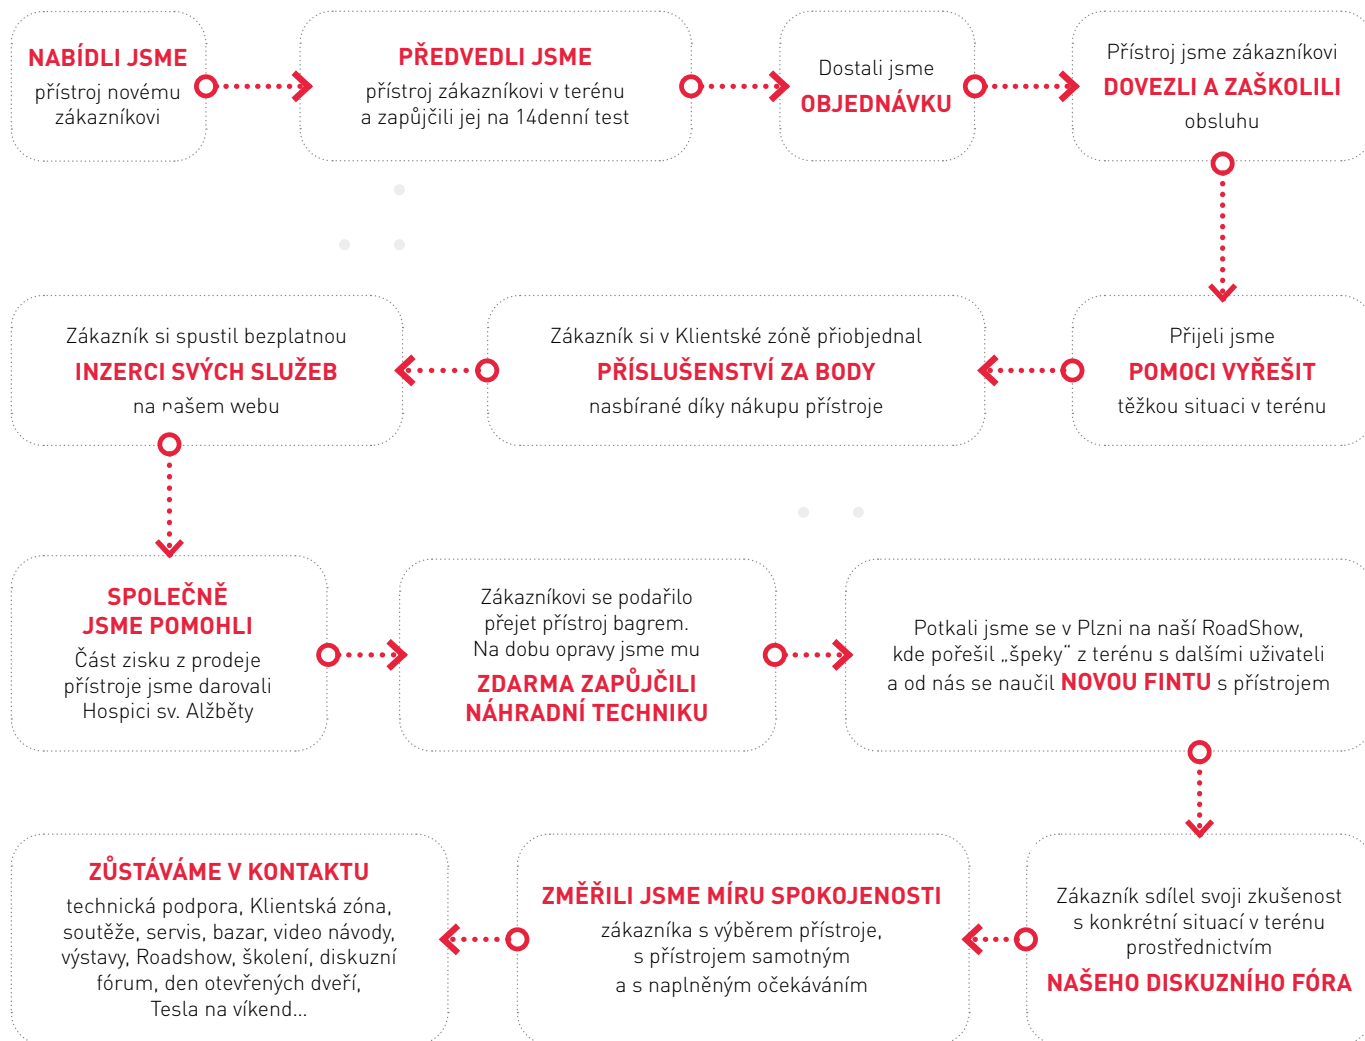 NABÍDLI JSME
přístroj novému
zákazníkovi
PŘEDVEDLI JSME
přístroj zákazníkovi v terénu
a zapůjčili jej na 14denní test
Dostali jsme
OBJEDNÁVKU
Přístroj jsme zákazníkovi
DOVEZLI A ZAŠKOLILI
obsluhu
Přijeli jsme
POMOCI VYŘEŠIT
těžkou situaci v terénu
Zákazník si v Klientské zóně přiobjednal
PŘÍSLUŠENSTVÍ ZA BODY
nasbírané díky nákupu přístroje
Zákazník si spustil bezplatnou
INZERCI SVÝCH SLUŽEB
na našem webu
SPOLEČNĚ
JSME POMOHLI
Část zisku z prodeje
přístroje jsme darovali
Hospici sv. Alžběty
Zákazníkovi se podařilo
přejet přístroj bagrem.
Na dobu opravy jsme mu
ZDARMA ZAPŮJČILI
NÁHRADNÍ TECHNIKU
Potkali jsme se v Plzni na naší RoadShow,
kde pořešil „špeky“ z terénu s dalšími uživateli
a od nás se naučil NOVOU FINTU s přístrojem
Zákazník sdílel svoji zkušenost
s konkrétní situací v terénu
prostřednictvím
NAŠEHO DISKUZNÍHO FÓRA
ZMĚŘILI JSME MÍRU SPOKOJENOSTI
zákazníka s výběrem přístroje,
s přístrojem samotným
a s naplněným očekáváním
ZŮSTÁVÁME V KONTAKTU
technická podpora, Klientská zóna,
soutěže, servis, bazar, video návody,
výstavy, Roadshow, školení, diskuzní
fórum, den otevřených dveří,
Tesla na víkend...